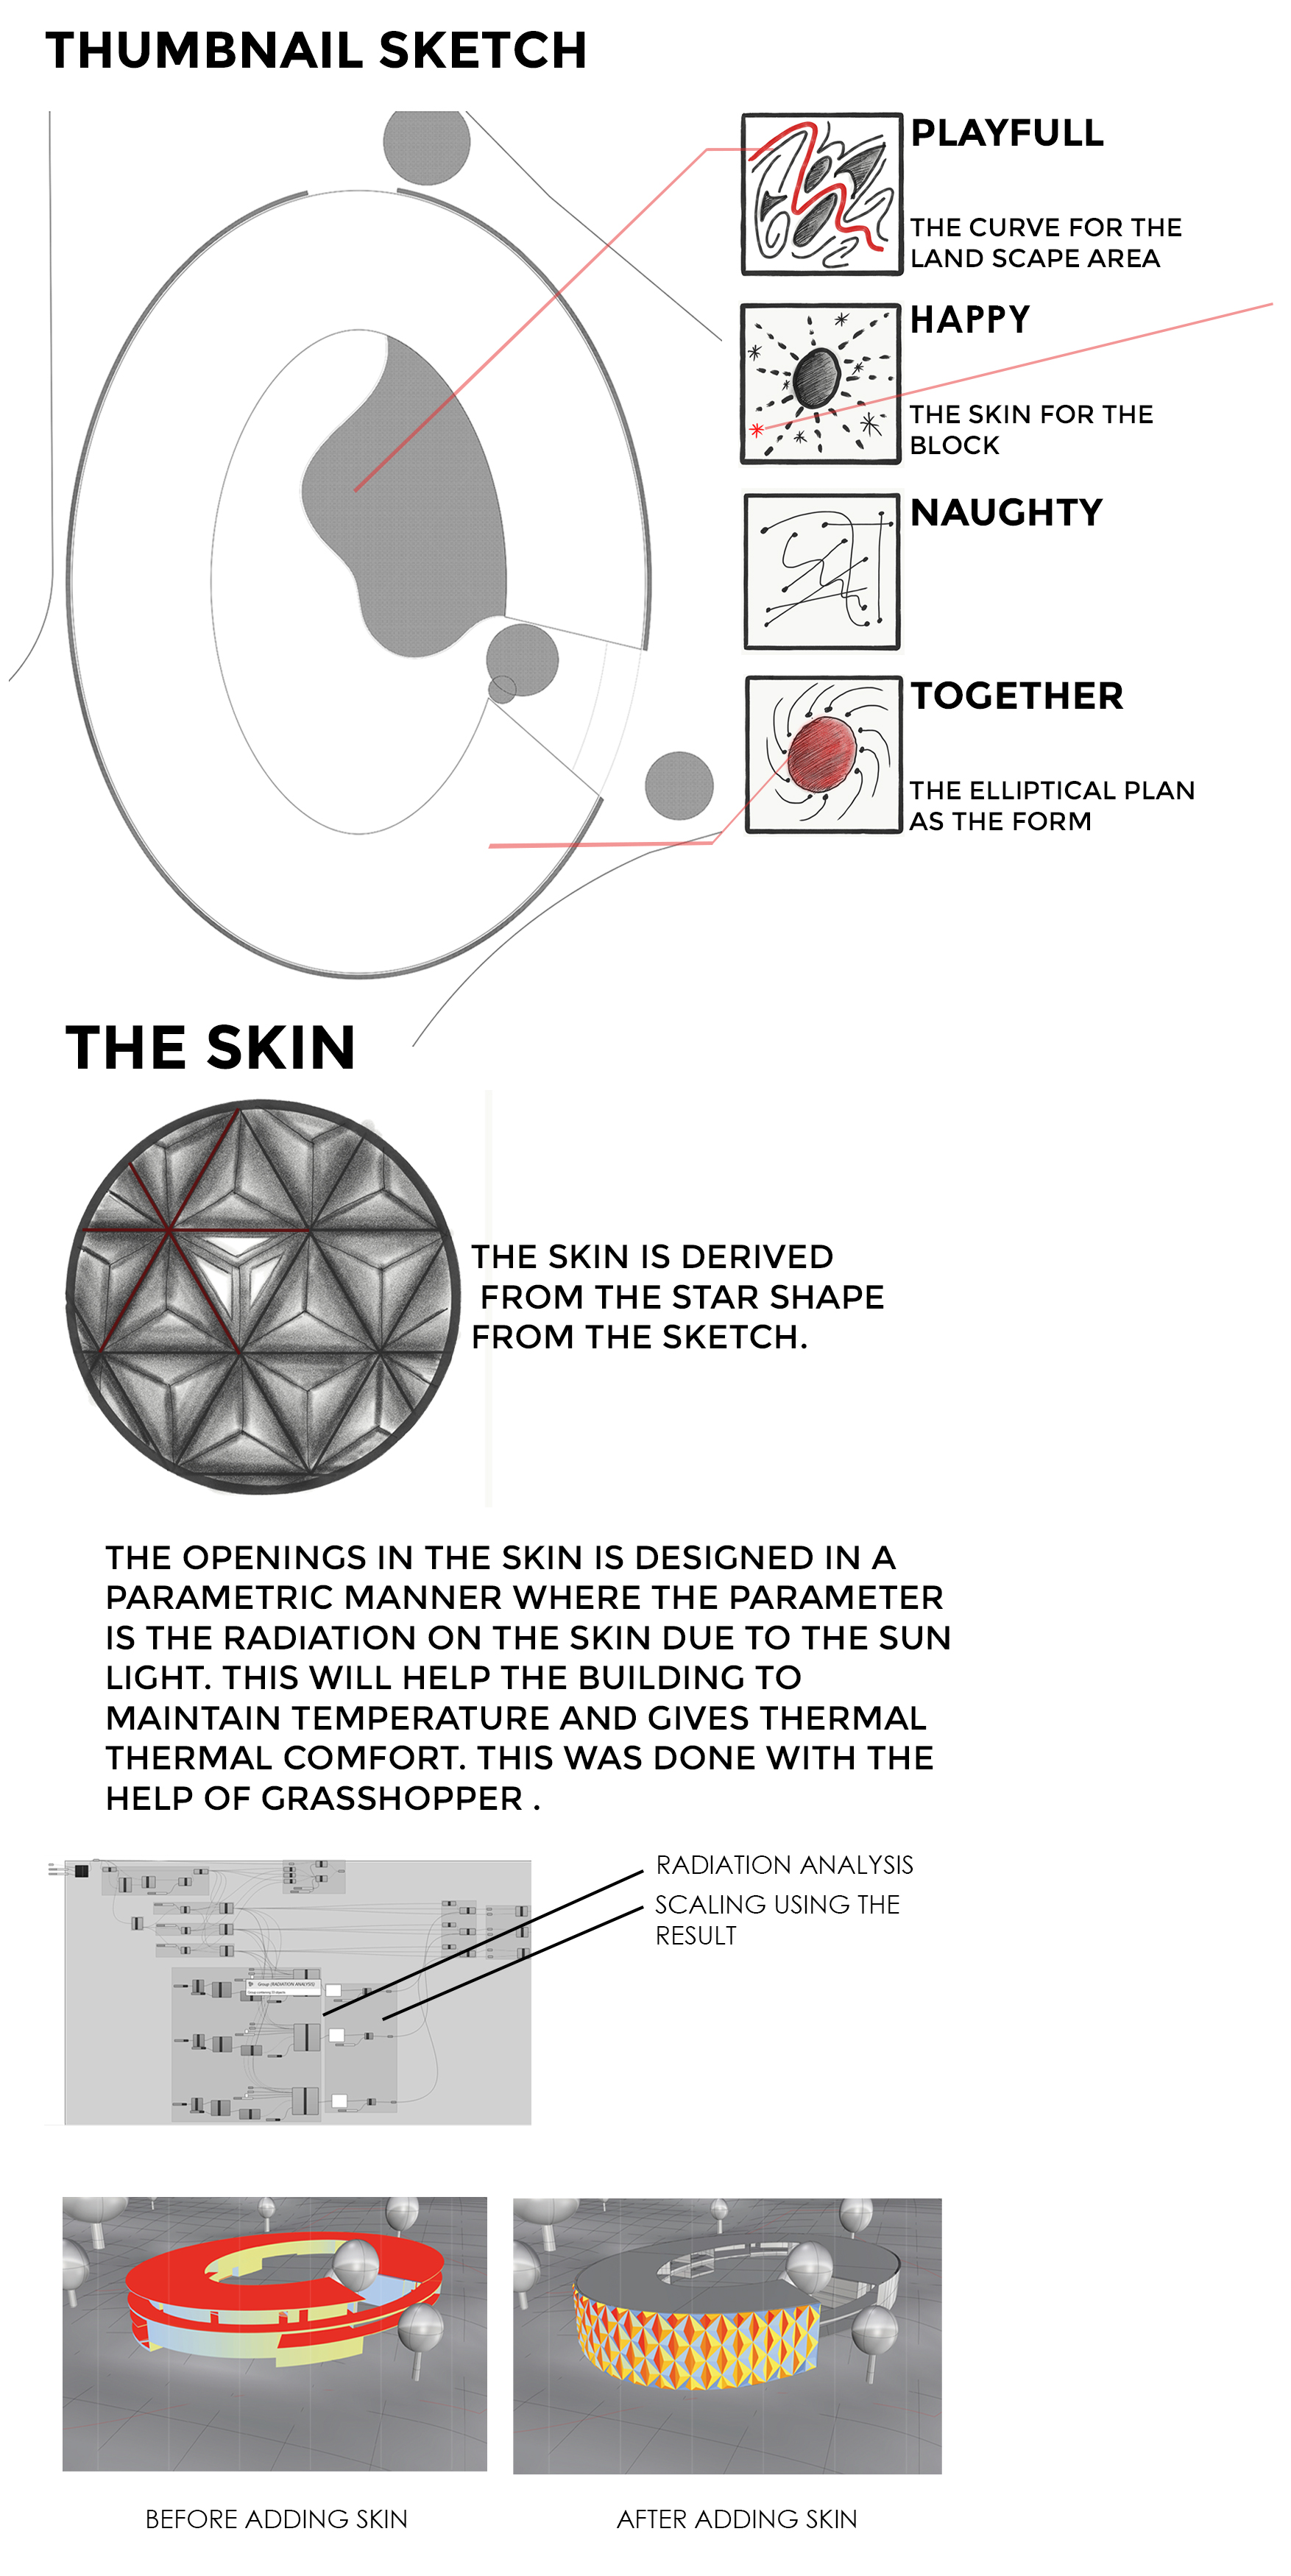 THUMBNAIL SKETCH
PLAYFULL
THE CURVE FOR THE
LAND SCAPE AREA
HAPPY
THE SKIN FOR THE
BLOCK
NAUGHTY
TOGETHER
THE ELLIPTICAL PLAN
AS THE FORM
THE SKIN
THE SKIN IS DERIVED
FROM THE STAR SHAPE
FROM THE SKETCH.
THE OPENINGS IN THE SKIN IS DESIGNED IN A
PARAMETRIC MANNER WHERE THE PARAMETER
IS THE RADIATION ON THE SKIN DUE TO THE SUN
LIGHT. THIS WILL HELP THE BUILDING TO
MAINTAIN TEMPERATURE AND GIVES THERMAL
THERMAL COMFORT. THIS WAS DONE WITH THE
HELP OF GRASSHOPPER .
RADIATION ANALYSIS
SCALING USING THE
RESULT
Group (RADIATION ANALYSIS)
BEFORE ADDING SKIN
AFTER ADDING SKIN